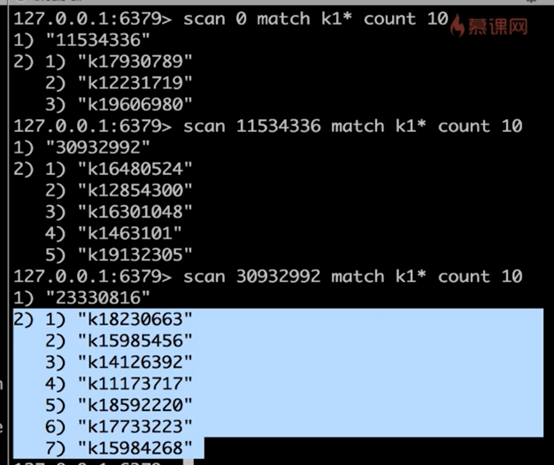 127.0.0.1:6379> scan 0 match k1* count 10
慕课网
1) "11534336"
2) 1) "k17930789"
2) "k12231719"
3) "k19606980"
127.0.0.1:6379> scan 11534336 match k1* count 10
1) "30932992"
2) 1) "k16480524"
2) "k12854300"
3) "k16301048"
4) "k1463101"
5) "k19132305"
127.0.0.1:6379> scan 30932992 match k1* count 10
1) "23330816"
2) 1) "k18230663"
2) "k15985456"
3) "k14126392"
4) "k11173717"
5) "k18592220"
6) "k17733223"
7) "k15984268"